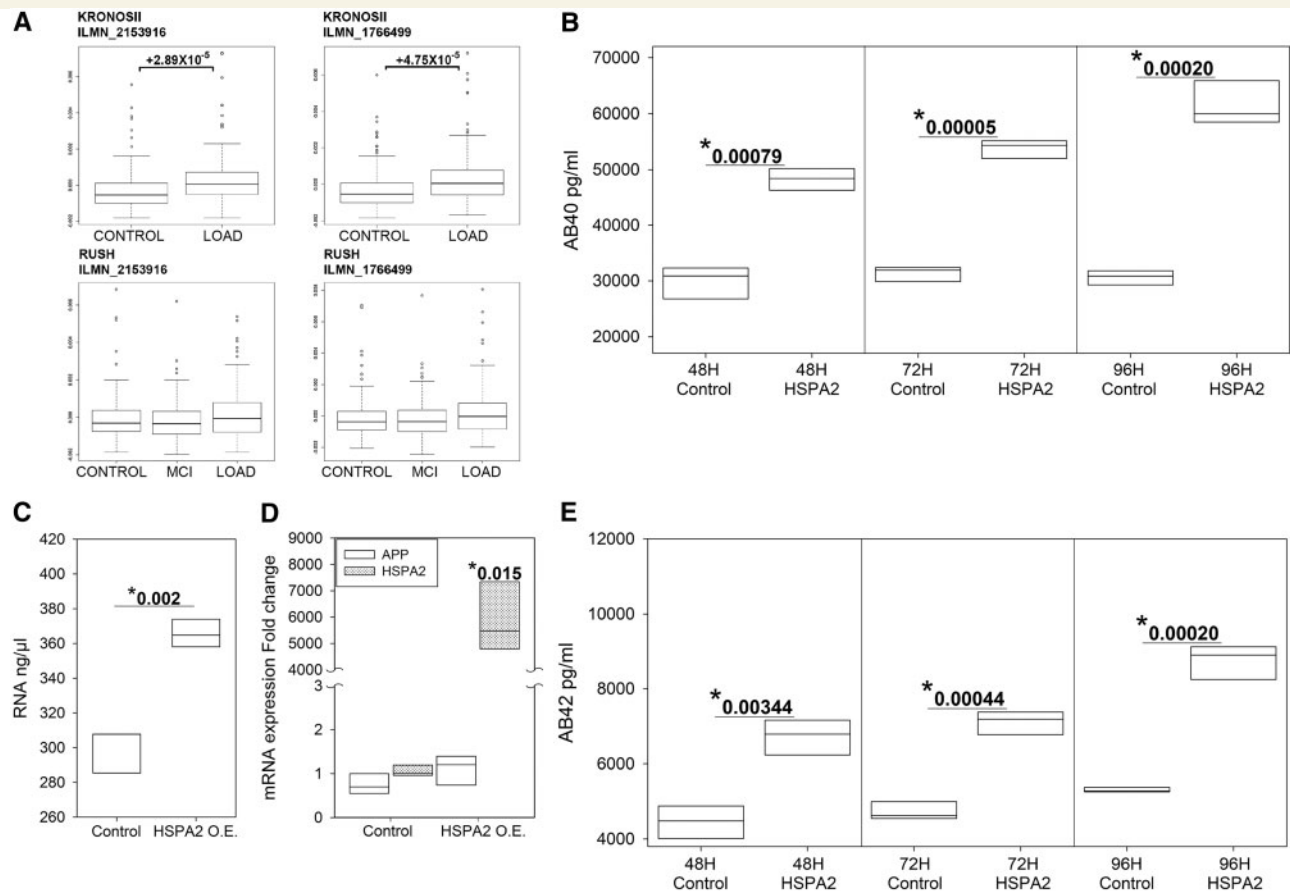 A
KRONOSII
ILMN_2153916
+2.89X10-5
CONTROL
LOAD
KRONOSII
ILMN_1766499
+4.75X10-5
CONTROL
LOAD
RUSH
ILMN_2153916
CONTROL
MCI
LOAD
RUSH
ILMN_1766499
CONTROL
MCI
LOAD
B
AB40 pg/ml
70000
60000
50000
40000
30000
20000
*0.00079
*0.00005
*0.00020
48H Control
48H HSPA2
72H Control
72H HSPA2
96H Control
96H HSPA2
C
RNA ng/µl
420
400
380
360
340
320
300
280
260
*0.002
Control
HSPA2 O.E.
D
mRNA expression Fold change
9000
8000
7000
6000
5000
4000
3
2
1
0
APP
HSPA2
*0.015
Control
HSPA2 O.E.
E
AB42 pg/ml
12000
10000
8000
6000
4000
*0.00344
*0.00044
*0.00020
48H Control
48H HSPA2
72H Control
72H HSPA2
96H Control
96H HSPA2